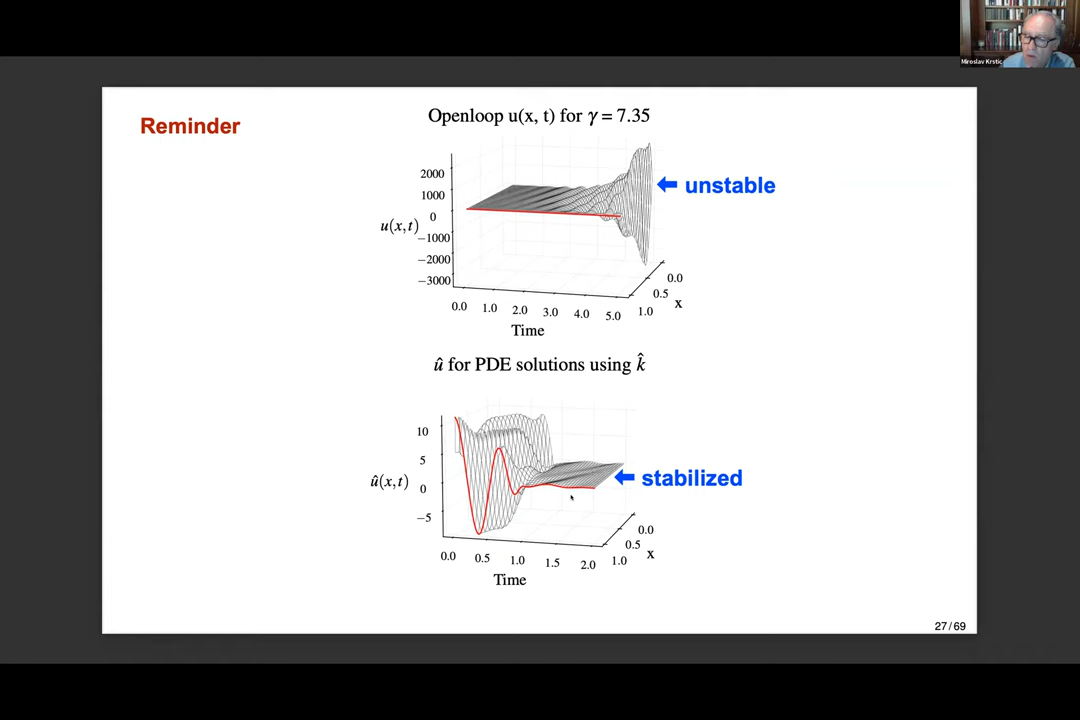 Miroslav Krstic
Reminder
Openloop u(x, t) for γ = 7.35
2000
1000
0
−1000
−2000
−3000
u(x,t)
unstable
0.0
0.5
1.0
x
0.0 1.0 2.0 3.0 4.0 5.0
Time
û for PDE solutions using k̂
10
5
0
−5
û(x,t)
stabilized
0.0
0.5
1.0
x
0.0 0.5 1.0 1.5 2.0
Time
27/69